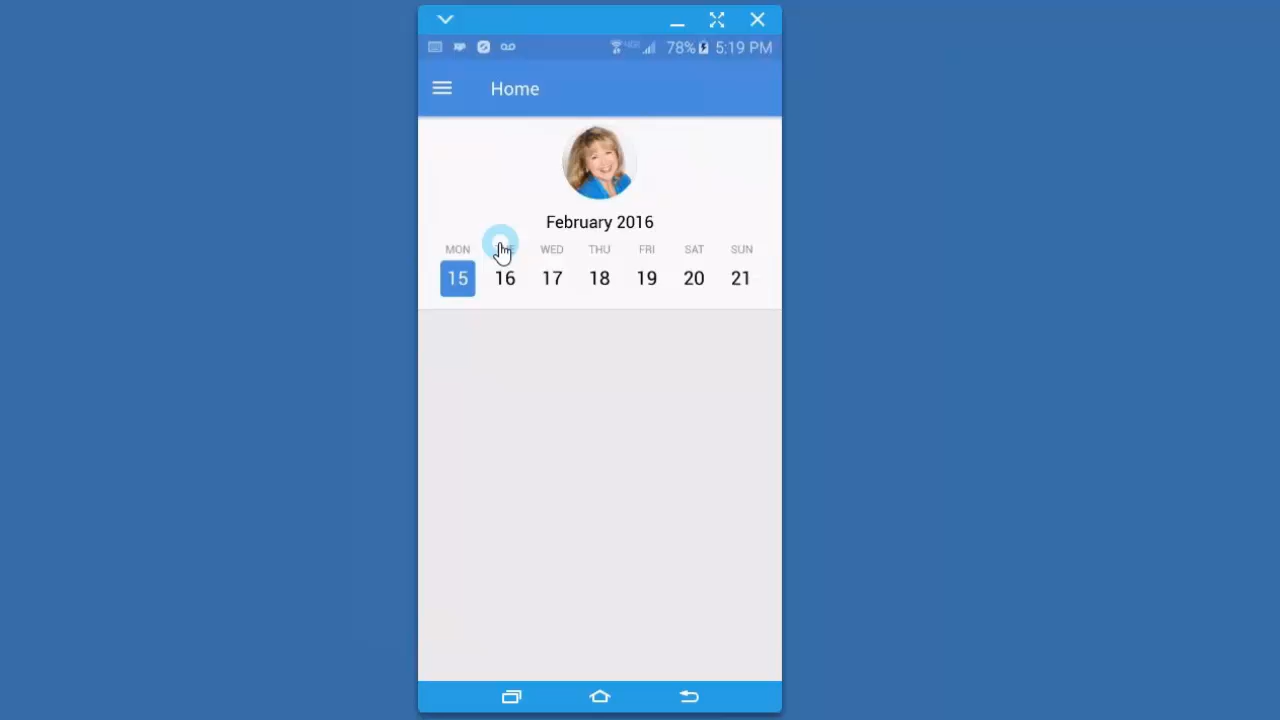 78% 5:19 PM
Home
February 2016
MON WED THU FRI SAT SUN
15 16 17 18 19 20 21